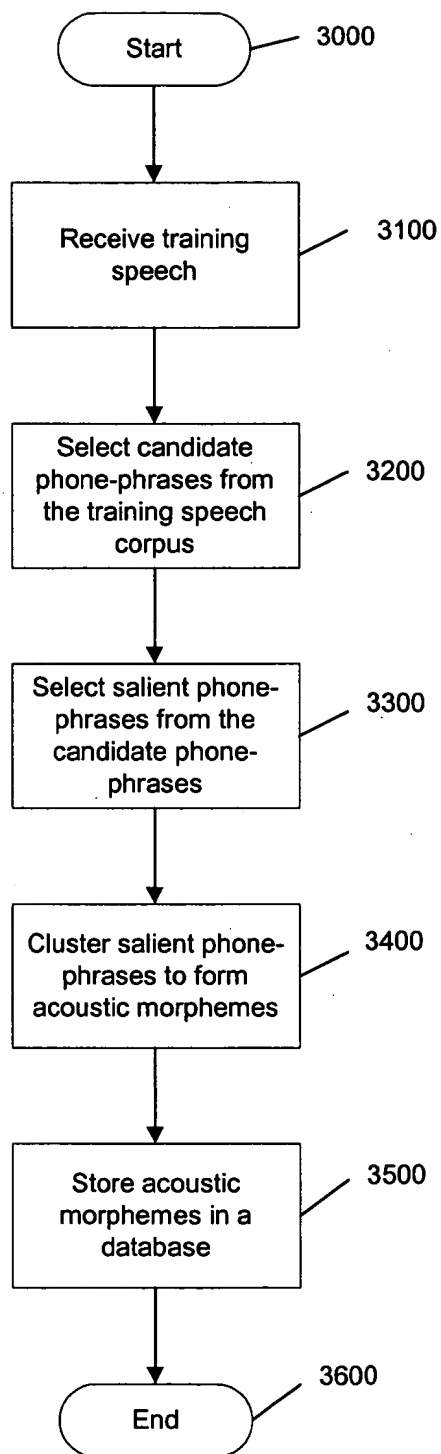 Start
3000
Receive training
speech
3100
Select candidate
phone-phrases from
the training speech
corpus
3200
Select salient phone-
phrases from the
candidate phone-
phrases
3300
Cluster salient phone-
phrases to form
acoustic morphemes
3400
Store acoustic
morphemes in a
database
3500
End
3600